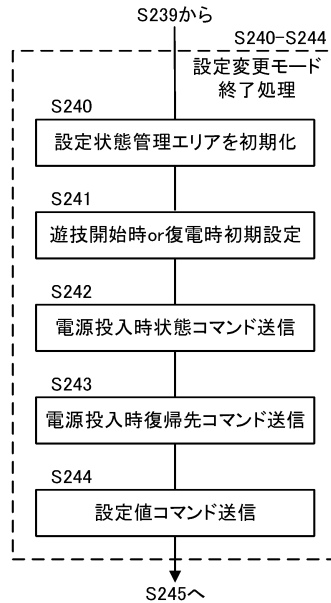 S239から
S240-S244
設定変更モード
終了処理
S240
設定状態管理エリアを初期化
S241
遊技開始時or復電時初期設定
S242
電源投入時状態コマンド送信
S243
電源投入時復帰先コマンド送信
S244
設定値コマンド送信
S245へ